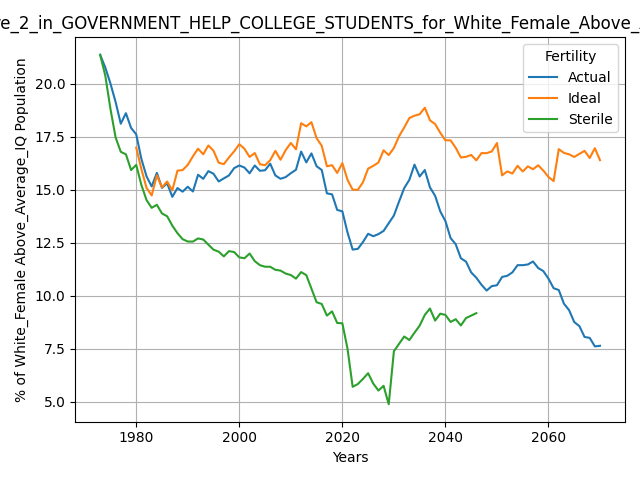 e_2_in_GOVERNMENT_HELP_COLLEGE_STUDENTS_for_White_Female_Above_
Fertility
Actual
Ideal
Sterile
% of White_Female Above_Average_IQ Population
20.0
17.5
15.0
12.5
10.0
7.5
5.0
1980
2000
2020
2040
2060
Years